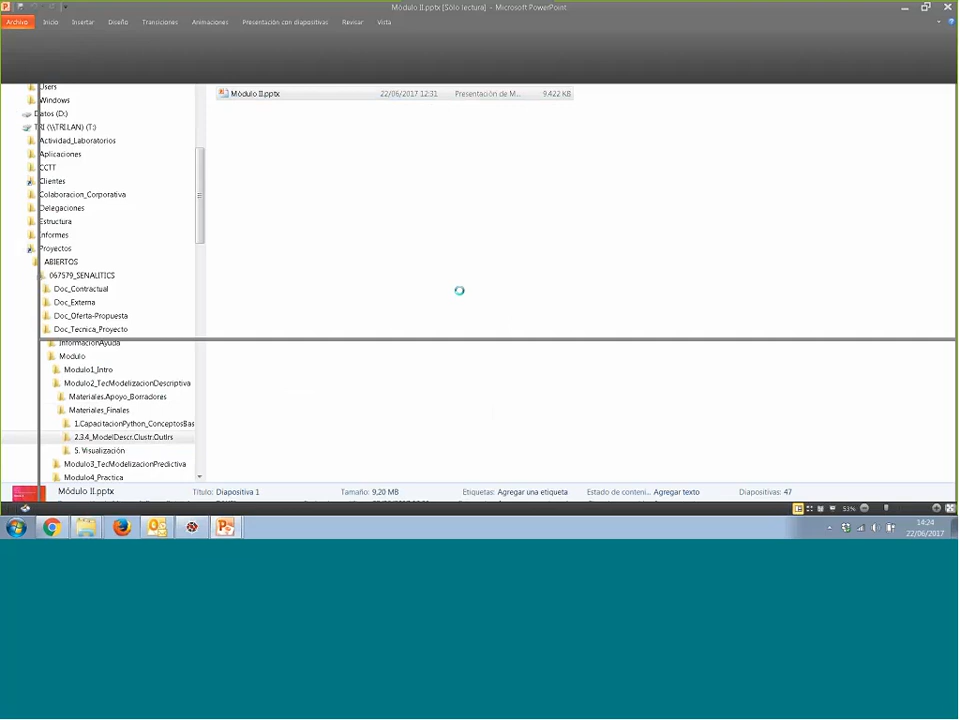 Módulo II.pptx [Sólo lectura] - Microsoft PowerPoint
Archivo Inicio Insertar Diseño Transiciones Animaciones Presentación con diapositivas Revisar Vista
Users
Windows
Datos (D:)
TRI (\\TRI.LAN) (T:)
Actividad_Laboratorios
Aplicaciones
CCTT
Clientes
Colaboracion_Corporativa
Delegaciones
Estructura
Informes
Proyectos
ABIERTOS
067579_SENALITICS
Doc_Contractual
Doc_Externa
Doc_Oferta-Propuesta
Doc_Tecnica_Proyecto
InformacionAyuda
Modulo
Modulo1_Intro
Modulo2_TecModelizacionDescriptiva
Materiales.Apoyo_Borradores
Materiales_Finales
1.CapacitacionPython_ConceptosBas
2.3.4_ModelDescr.Clustr.Outlrs
5. Visualización
Modulo3_TecModelizacionPredictiva
Modulo4_Practica
Módulo II.pptx 22/06/2017 12:31 Presentación de M... 9.422 KB
Módulo II.pptx Título: Diapositiva 1 Tamaño: 9,20 MB Etiquetas: Agregar una etiqueta Estado de conteni... Agregar texto Diapositivas: 47
53%
14:24
22/06/2017